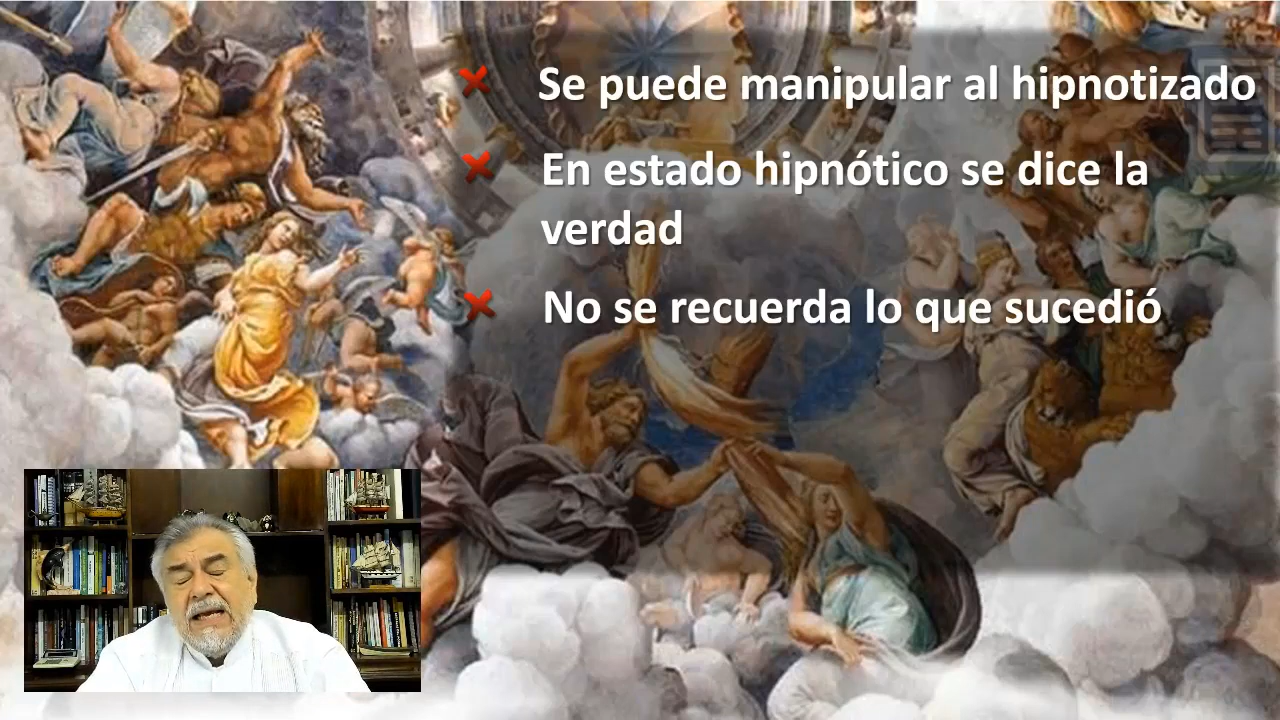 Se puede manipular al hipnotizado
En estado hipnótico se dice la
verdad
No se recuerda lo que sucedió